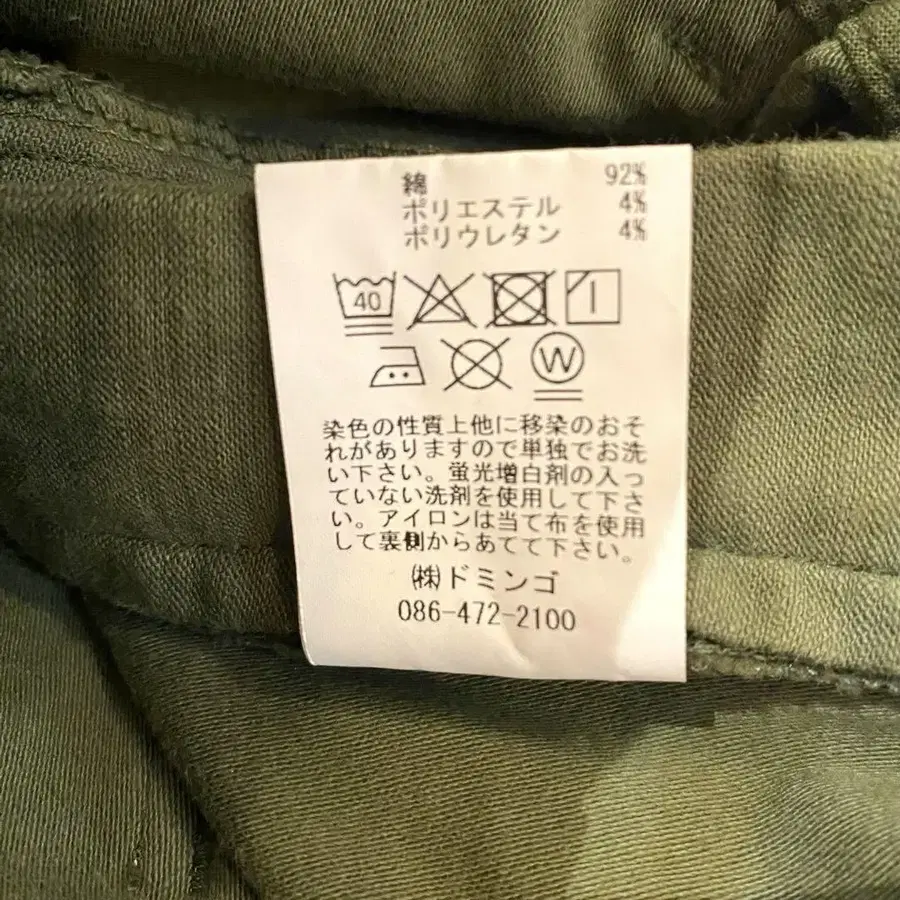 綿 92%
ポリエステル 4%
ポリウレタン 4%
40
W
染色の性質上他に移染のおそ
れがありますので単独でお洗
い下さい。蛍光増白剤の入っ
ていない洗剤を使用して下さ
い。アイロンは当て布を使用
して裏側からあてて下さい。
㈱ドミンゴ
086-472-2100